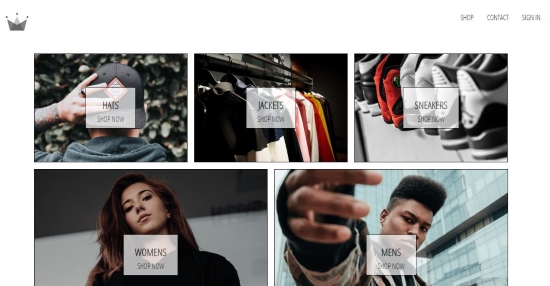 SHOP CONTACT SIGN IN
HATS
SHOP NOW
JACKETS
SHOP NOW
SNEAKERS
SHOP NOW
WOMENS
SHOP NOW
MENS
SHOP NOW